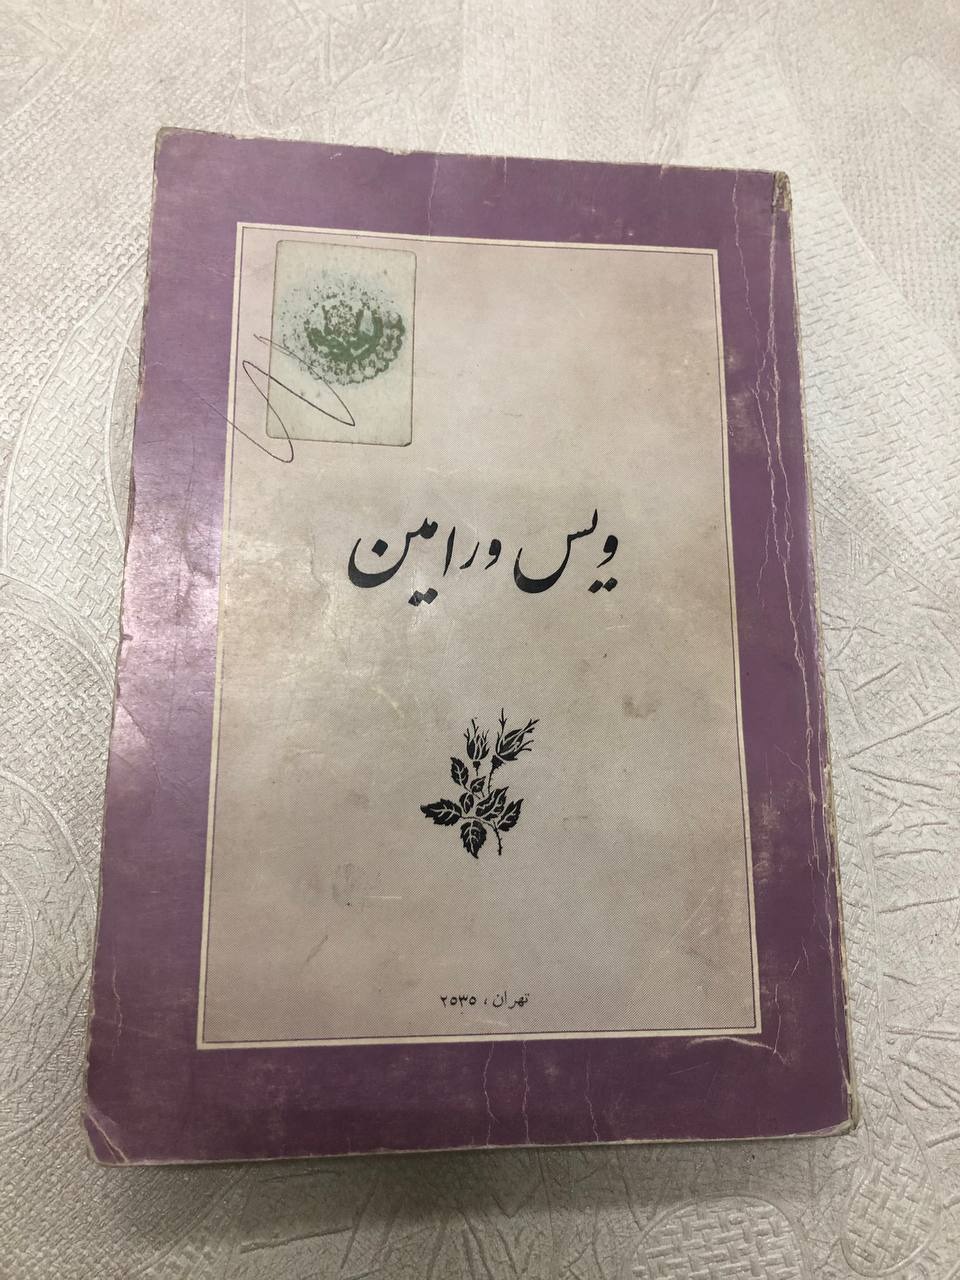 ویس و رامین
تهران ، ۲۵۳۵